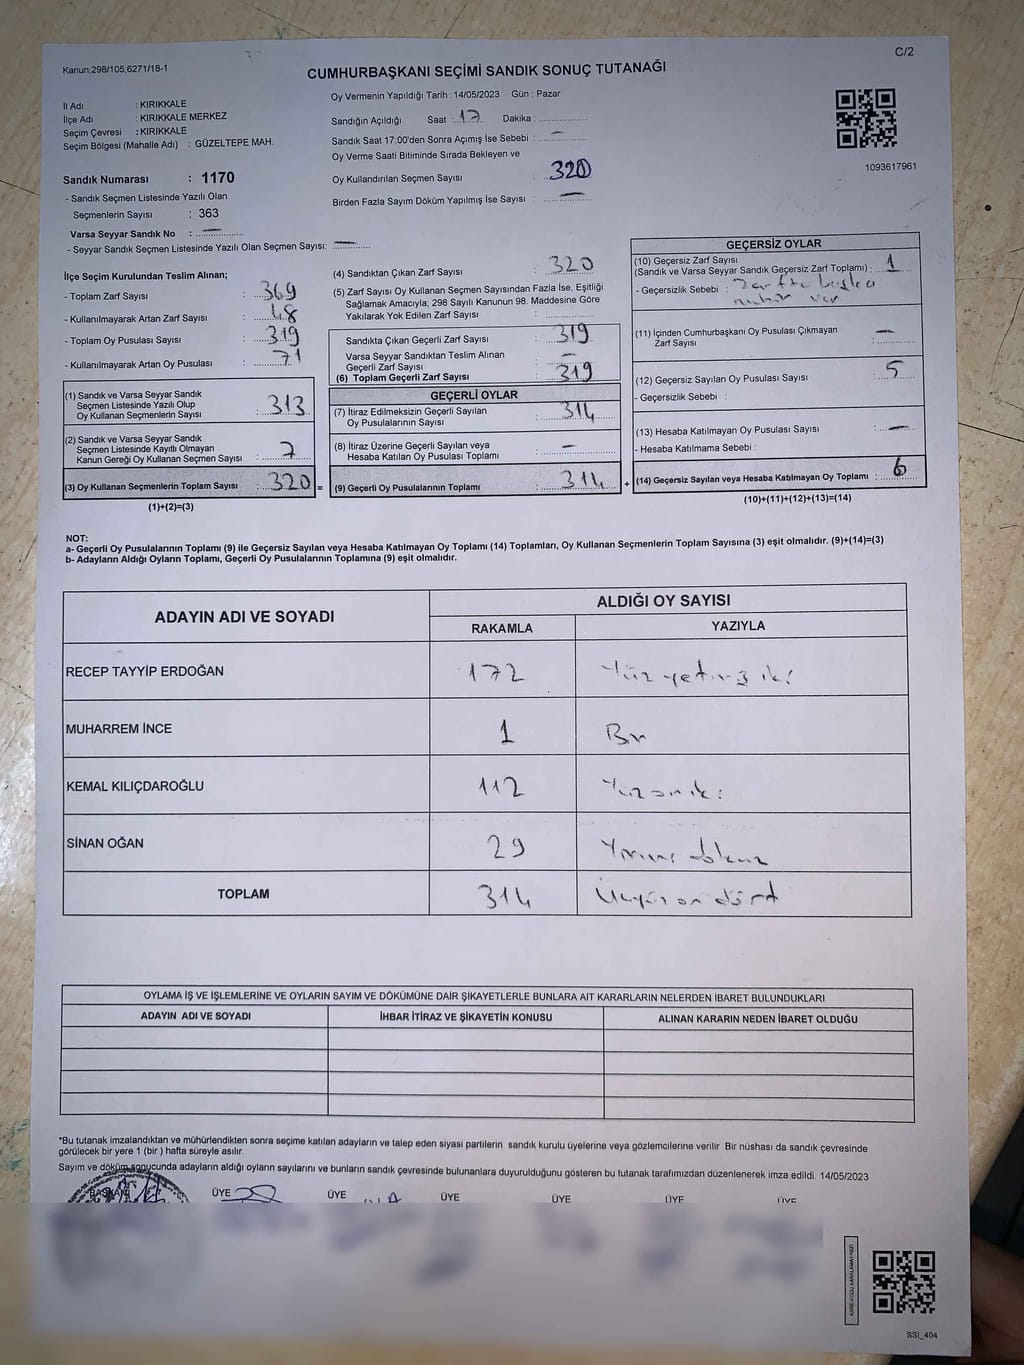 C/2
Kanun,298/105,6271/18-1
CUMHURBAŞKANI SEÇİMİ SANDIK SONUÇ TUTANAĞI
İl Adı : KIRIKKALE
İlçe Adı : KIRIKKALE MERKEZ
Seçim Çevresi : KIRIKKALE
Seçim Bölgesi (Mahalle Adı) : GÜZELTEPE MAH.
Sandık Numarası : 1170
- Sandık Seçmen Listesinde Yazılı Olan
Seçmenlerin Sayısı : 363
Varsa Seyyar Sandık No : —
- Seyyar Sandık Seçmen Listesinde Yazılı Olan Seçmen Sayısı: —
Oy Vermenin Yapıldığı Tarih : 14/05/2023 Gün : Pazar
Sandığın Açıldığı Saat : 17 Dakika :
Sandık Saat 17:00'den Sonra Açımış İse Sebebi : —
Oy Verme Saati Bitiminde Sırada Bekleyen ve
Oy Kullandırılan Seçmen Sayısı : 320
Birden Fazla Sayım Döküm Yapılmış İse Sayısı : —
1093617961
İlçe Seçim Kurulundan Teslim Alınan;
- Toplam Zarf Sayısı : 369
- Kullanılmayarak Artan Zarf Sayısı : 48
- Toplam Oy Pusulası Sayısı : 319
- Kullanılmayarak Artan Oy Pusulası : 71
(1) Sandık ve Varsa Seyyar Sandık
Seçmen Listesinde Yazılı Olup
Oy Kullanan Seçmenlerin Sayısı : 313
(2) Sandık ve Varsa Seyyar Sandık
Seçmen Listesinde Kayıtlı Olmayan
Kanun Gereği Oy Kullanan Seçmen Sayısı : 7
(3) Oy Kullanan Seçmenlerin Toplam Sayısı : 320 =
(1)+(2)=(3)
(4) Sandıktan Çıkan Zarf Sayısı : 320
(5) Zarf Sayısı Oy Kullanan Seçmen Sayısından Fazla İse, Eşitliği
Sağlamak Amacıyla; 298 Sayılı Kanunun 98. Maddesine Göre
Yakılarak Yok Edilen Zarf Sayısı :
Sandıkta Çıkan Geçerli Zarf Sayısı : 319
Varsa Seyyar Sandıktan Teslim Alınan
Geçerli Zarf Sayısı : —
(6) Toplam Geçerli Zarf Sayısı : 319
GEÇERLİ OYLAR
(7) İtiraz Edilmeksizin Geçerli Sayılan
Oy Pusulalarının Sayısı : 314
(8) İtiraz Üzerine Geçerli Sayılan veya
Hesaba Katılan Oy Pusulası Toplamı : —
(9) Geçerli Oy Pusulalarının Toplamı : 314 +
GEÇERSİZ OYLAR
(10) Geçersiz Zarf Sayısı
(Sandık ve Varsa Seyyar Sandık Geçersiz Zarf Toplamı) : 1
- Geçersizlik Sebebi : Zarfta başka
mühür var
(11) İçinden Cumhurbaşkanı Oy Pusulası Çıkmayan
Zarf Sayısı : —
(12) Geçersiz Sayılan Oy Pusulası Sayısı : 5
- Geçersizlik Sebebi :
(13) Hesaba Katılmayan Oy Pusulası Sayısı : —
- Hesaba Katılmama Sebebi :
(14) Geçersiz Sayılan veya Hesaba Katılmayan Oy Toplamı : 6
(10)+(11)+(12)+(13)=(14)
NOT:
a- Geçerli Oy Pusulalarının Toplamı (9) ile Geçersiz Sayılan veya Hesaba Katılmayan Oy Toplamı (14) Toplamları, Oy Kullanan Seçmenlerin Toplam Sayısına (3) eşit olmalıdır. (9)+(14)=(3)
b- Adayların Aldığı Oyların Toplamı, Geçerli Oy Pusulalarının Toplamına (9) eşit olmalıdır.
ADAYIN ADI VE SOYADI
ALDIĞI OY SAYISI
RAKAMLA YAZIYLA
RECEP TAYYİP ERDOĞAN 172 Yüzyetmiş iki
MUHARREM İNCE 1 Bir
KEMAL KILIÇDAROĞLU 112 Yüzoniki
SİNAN OĞAN 29 Yirmi dokuz
TOPLAM 314 Üçyüz on dört
OYLAMA İŞ VE İŞLEMLERİNE VE OYLARIN SAYIM VE DÖKÜMÜNE DAİR ŞİKAYETLERLE BUNLARA AİT KARARLARIN NELERDEN İBARET BULUNDUKLARI
ADAYIN ADI VE SOYADI İHBAR İTİRAZ VE ŞİKAYETİN KONUSU ALINAN KARARIN NEDEN İBARET OLDUĞU
*Bu tutanak imzalandıktan ve mühürlendikten sonra seçime katılan adayların ve talep eden siyasi partilerin sandık kurulu üyelerine veya gözlemcilerine verilir. Bir nüshası da sandık çevresinde
görülecek bir yere 1 (bir ) hafta süreyle asılır.
Sayım ve döküm sonucunda adayların aldığı oyların sayılarını ve bunların sandık çevresinde bulunanlara duyurulduğunu gösteren bu tutanak tarafımızdan düzenlenerek imza edildi. 14/05/2023
BAŞKAN ÜYE ÜYE ÜYE ÜYE ÜYE ÜYE
SSI_404